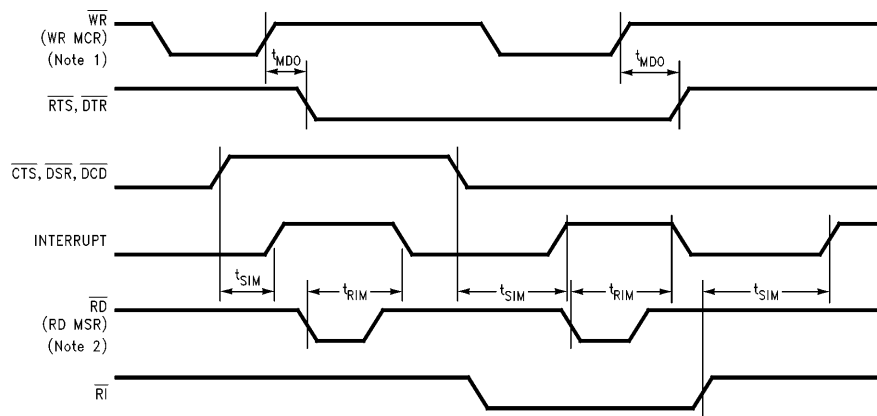 WR
(WR MCR)
(Note 1)
tMDO
tMDO
RTS, DTR
CTS, DSR, DCD
INTERRUPT
tSIM
tRIM
tSIM
tRIM
tSIM
RD
(RD MSR)
(Note 2)
RI